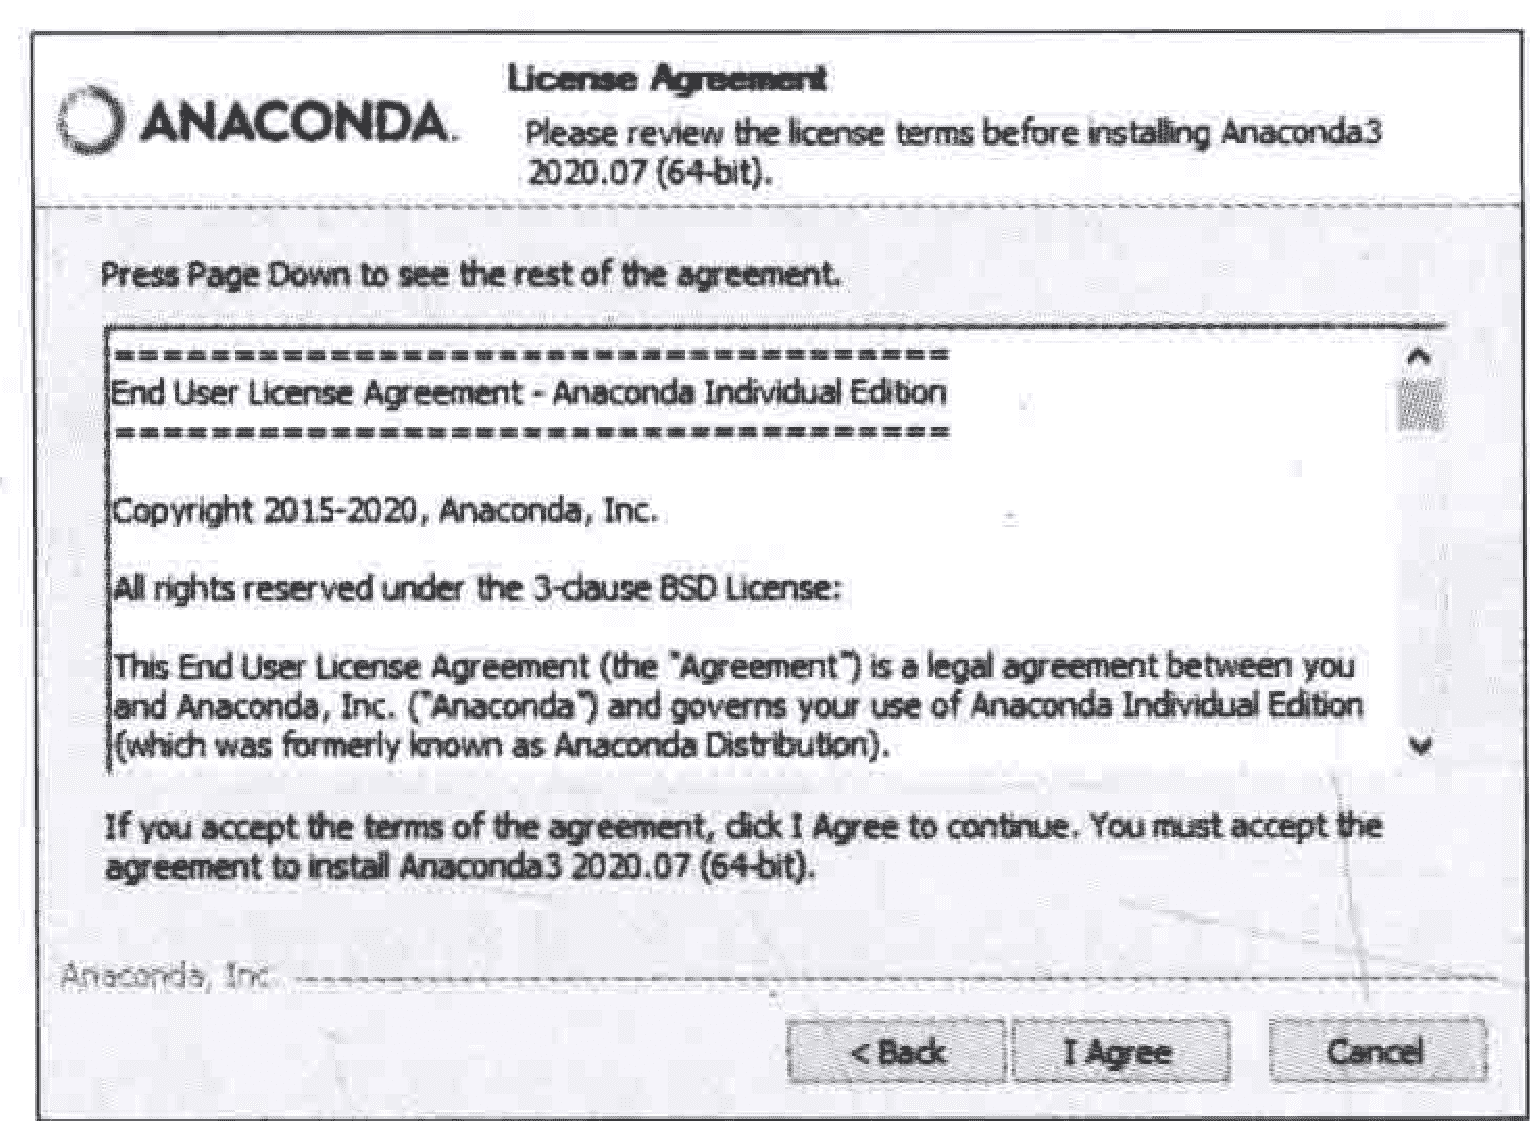 ANACONDA.
License Agreement
Please review the license terms before installing Anaconda3
2020.07 (64-bit).
Press Page Down to see the rest of the agreement.
===================================
End User License Agreement - Anaconda Individual Edition
===================================
Copyright 2015-2020, Anaconda, Inc.
All rights reserved under the 3-clause BSD License:
This End User License Agreement (the "Agreement") is a legal agreement between you
and Anaconda, Inc. ("Anaconda") and governs your use of Anaconda Individual Edition
(which was formerly known as Anaconda Distribution).
If you accept the terms of the agreement, click I Agree to continue. You must accept the
agreement to install Anaconda3 2020.07 (64-bit).
Anaconda, Inc.
< Back
I Agree
Cancel